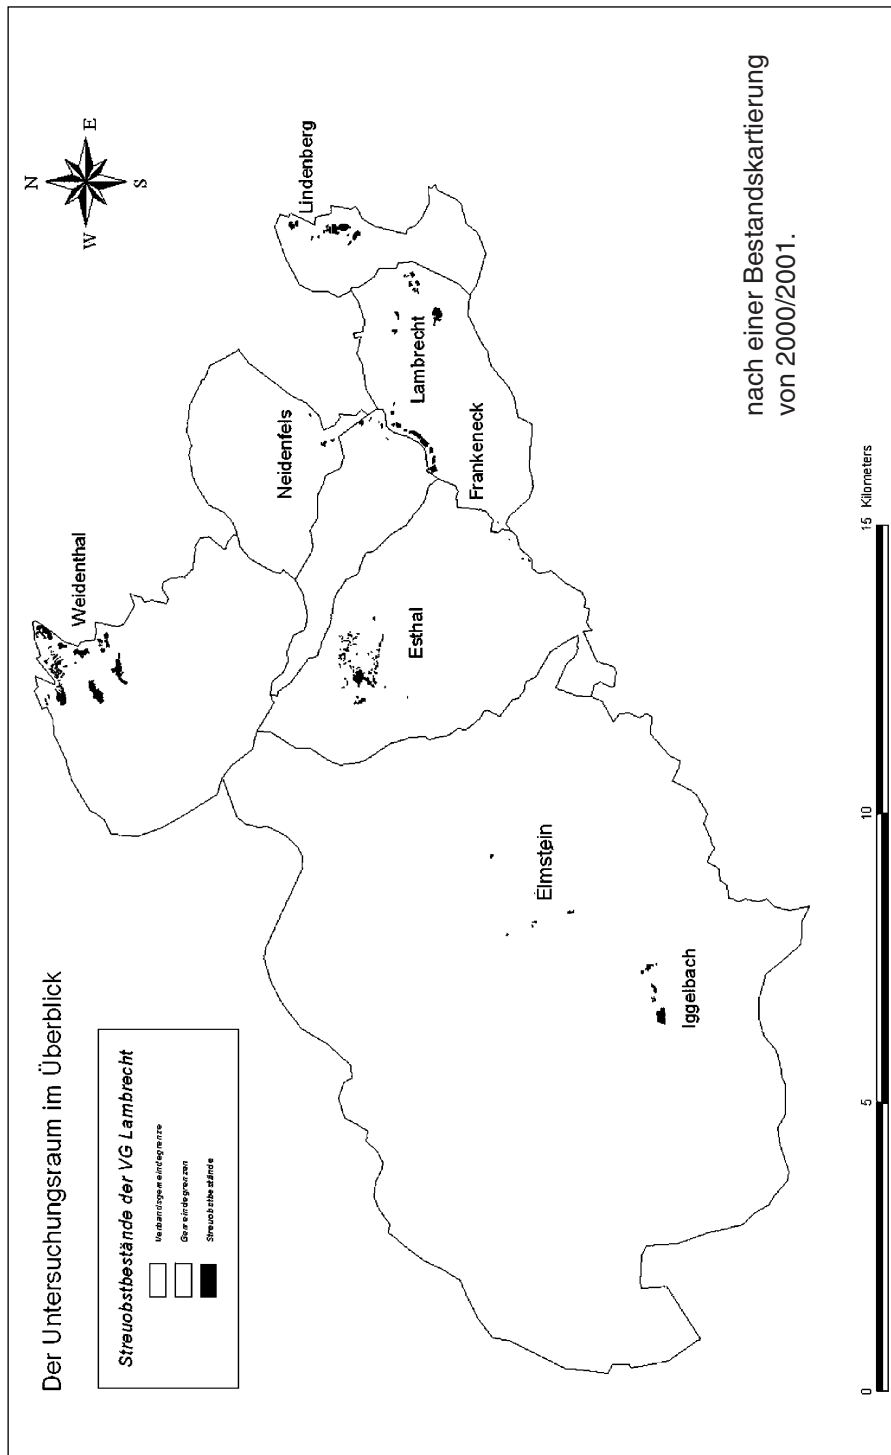 Der Untersuchungsraum im Überblick
Streuobstbestände der VG Lambrecht
Verbandsgemeindegrenze
Gemeindegrenzen
Streuobstbestände
N
W
E
S
Weidenthal
Neidenfels
Lindenberg
Lambrecht
Esthal
Frankeneck
Elmstein
Iggelbach
nach einer Bestandskartierung
von 2000/2001.
0
5
10
15 Kilometers